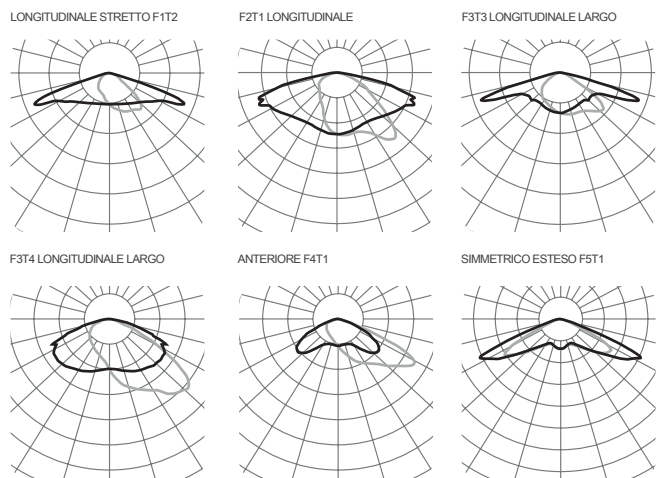 LONGITUDINALE STRETTO F1T2
F2T1 LONGITUDINALE
F3T3 LONGITUDINALE LARGO
F3T4 LONGITUDINALE LARGO
ANTERIORE F4T1
SIMMETRICO ESTESO F5T1